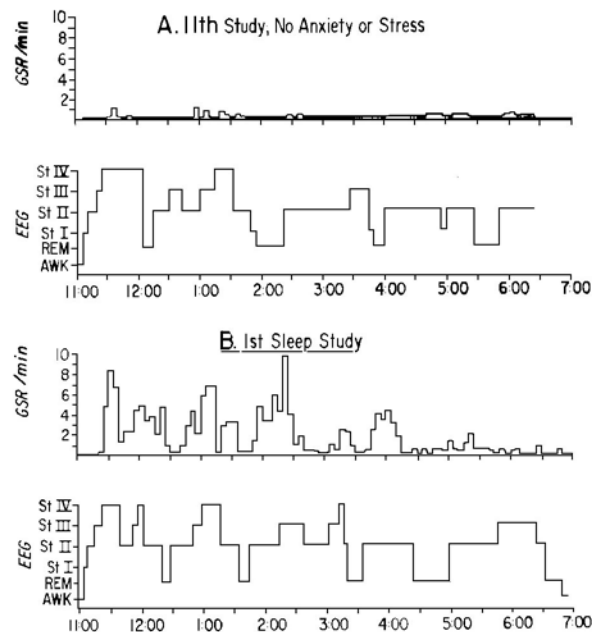 A. 11th Study, No Anxiety or Stress
GSR/min
10
8
6
4
2
EEG
St IV
St III
St II
St I
REM
AWK
11:00 12:00 1:00 2:00 3:00 4:00 5:00 6:00 7:00
B. 1st Sleep Study
GSR/min
10
8
6
4
2
EEG
St IV
St III
St II
St I
REM
AWK
11:00 12:00 1:00 2:00 3:00 4:00 5:00 6:00 7:00